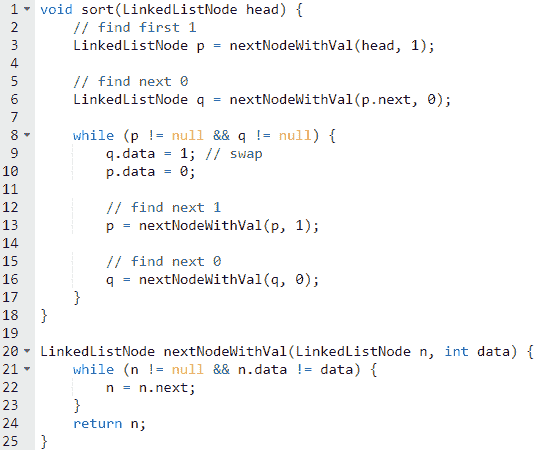 1 void sort(LinkedListNode head) {
2     // find first 1
3     LinkedListNode p = nextNodeWithVal(head, 1);
4
5     // find next 0
6     LinkedListNode q = nextNodeWithVal(p.next, 0);
7
8     while (p != null && q != null) {
9         q.data = 1; // swap
10         p.data = 0;
11
12         // find next 1
13         p = nextNodeWithVal(p, 1);
14
15         // find next 0
16         q = nextNodeWithVal(q, 0);
17     }
18 }
19
20 LinkedListNode nextNodeWithVal(LinkedListNode n, int data) {
21     while (n != null && n.data != data) {
22         n = n.next;
23     }
24     return n;
25 }